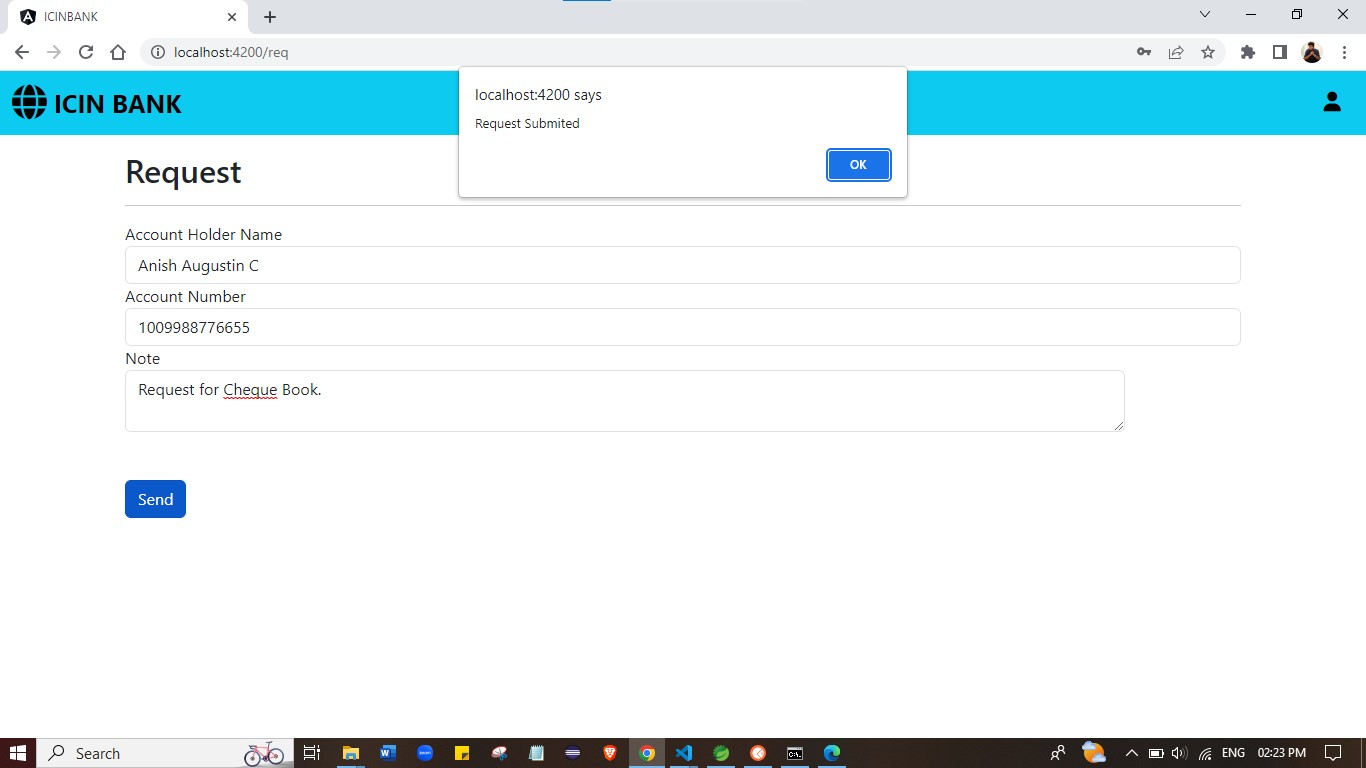 ICINBANK
localhost:4200/req
ICIN BANK
localhost:4200 says
Request Submited
OK
Request
Account Holder Name
Anish Augustin C
Account Number
1009988776655
Note
Request for Cheque Book.
Send
Search
ENG
02:23 PM